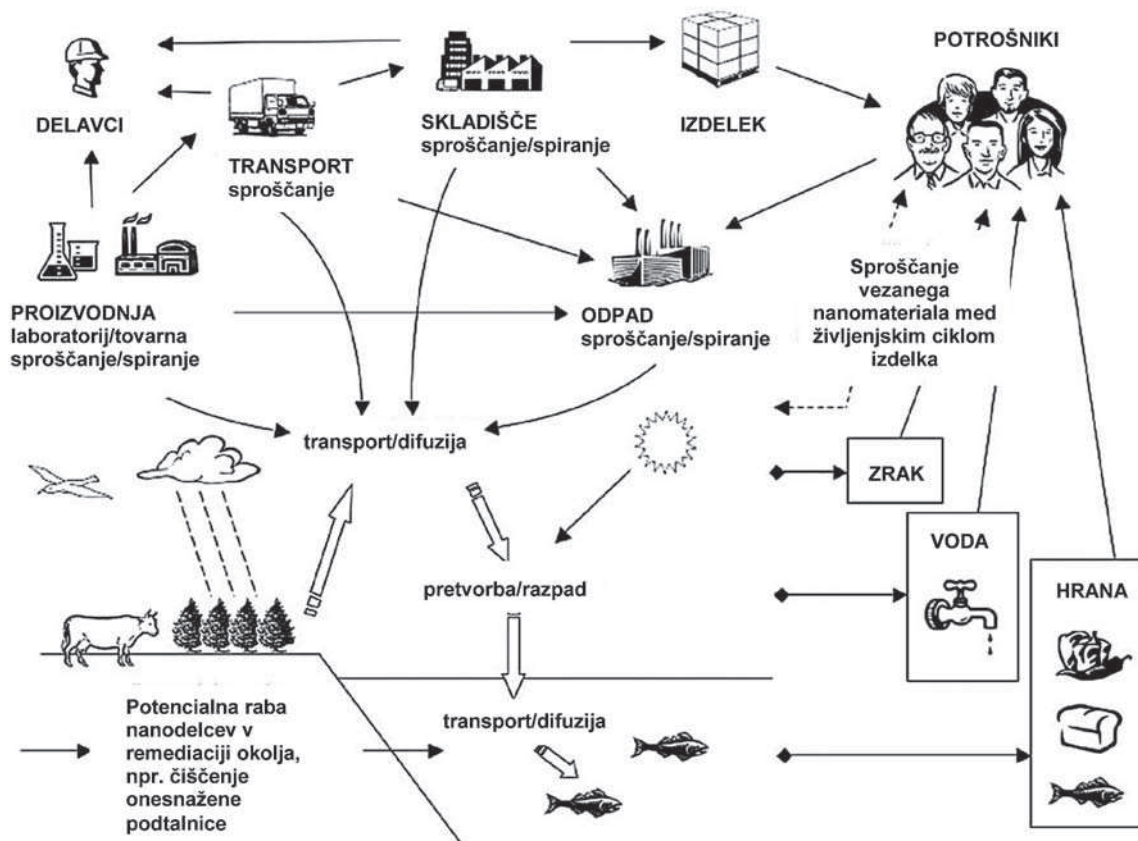 DELAVCI
TRANSPORT
sproščanje
SKLADIŠČE
sproščanje/spiranje
IZDELEK
POTROŠNIKI
PROIZVODNJA
laboratorij/tovarna
sproščanje/spiranje
ODPAD
sproščanje/spiranje
Sproščanje
vezanega
nanomateriala med
življenjskim ciklom
izdelka
transport/difuzija
ZRAK
VODA
HRANA
pretvorba/razpad
transport/difuzija
Potencialna raba
nanodelcev v
remediaciji okolja,
npr. čiščenje
onesnažene
podtalnice